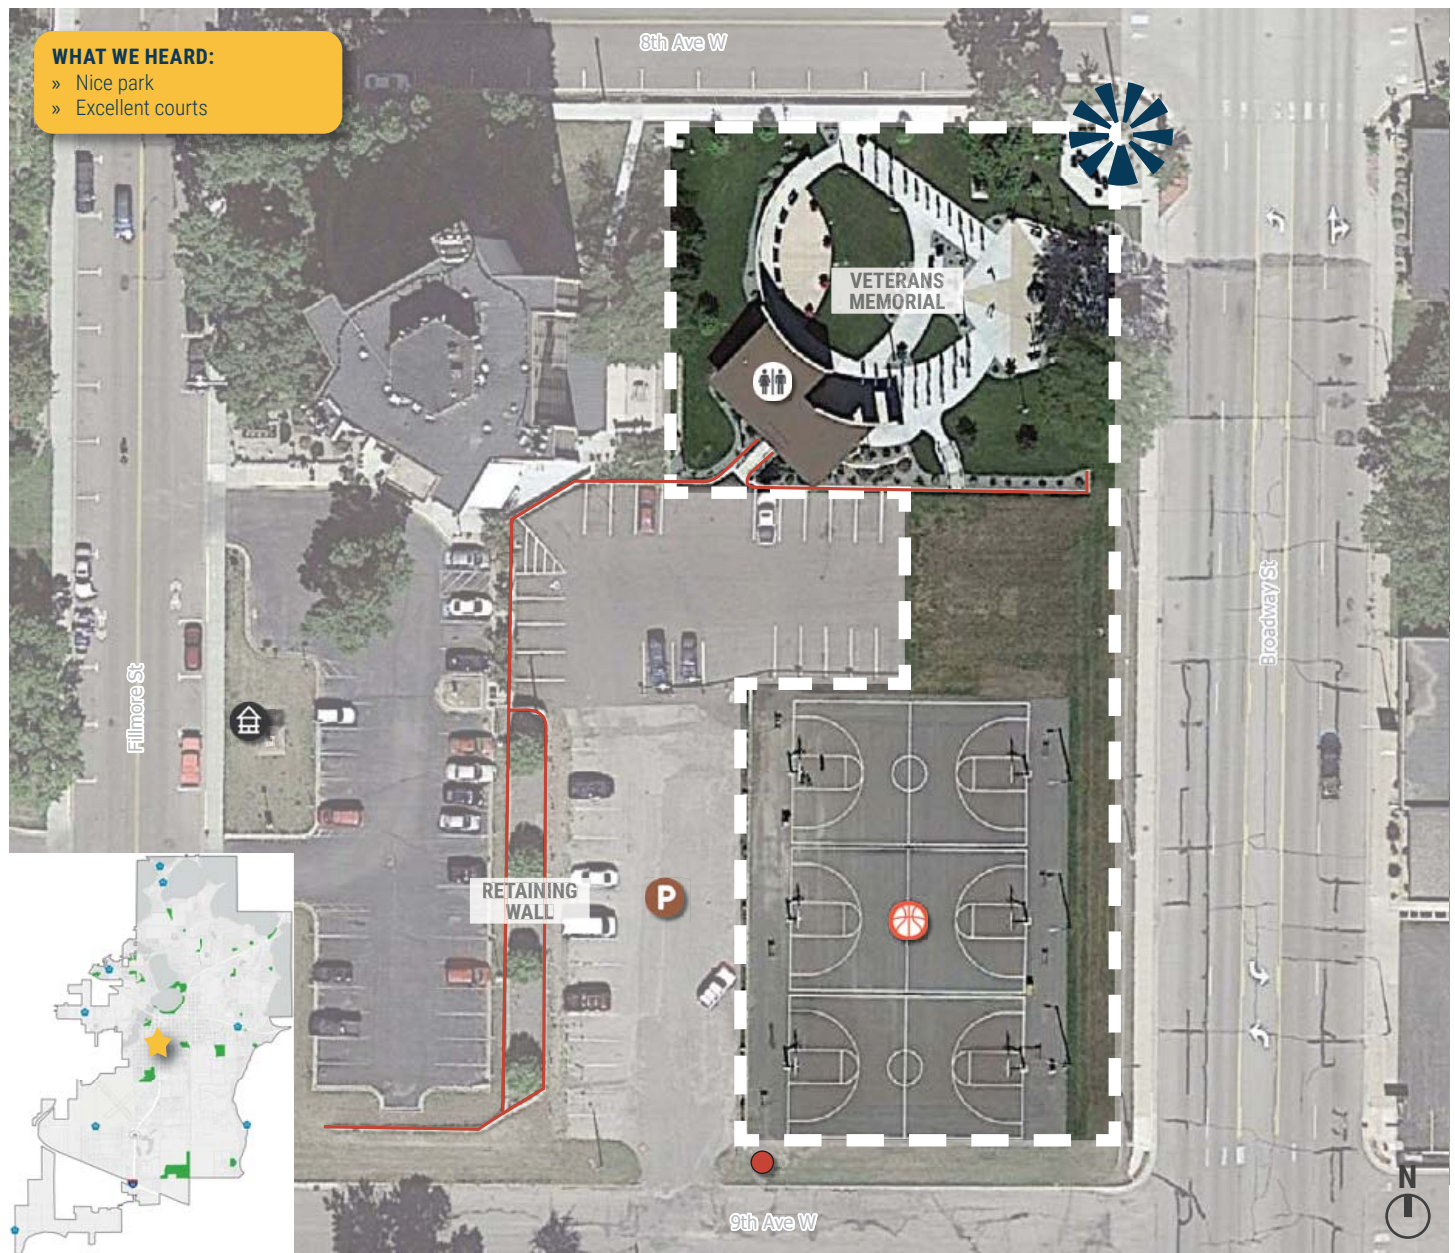 WHAT WE HEARD:
» Nice park
» Excellent courts
8th Ave W
VETERANS
MEMORIAL
Broadway St
Fillmore St
RETAINING
WALL
P
9th Ave W
N